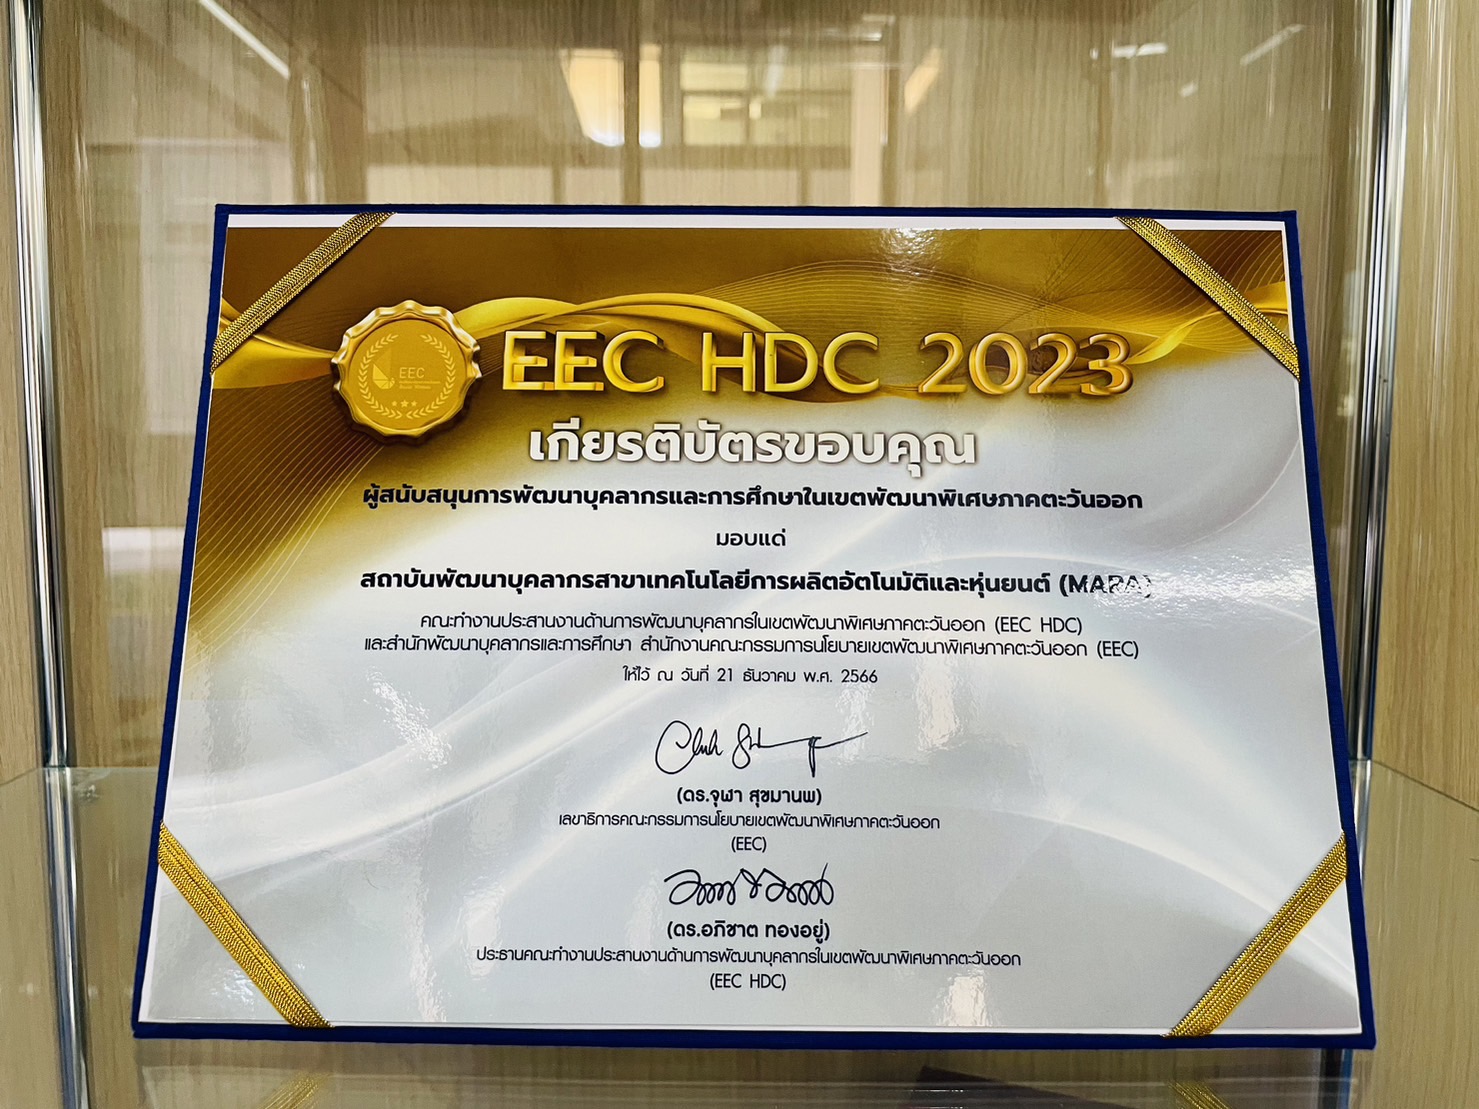 EEC HDC 2023
EEC
เกียรติบัตรขอบคุณ
ผู้สนับสนุนการพัฒนาบุคลากรและการศึกษาในเขตพัฒนาพิเศษภาคตะวันออก
มอบแด่
สถาบันพัฒนาบุคลากรสาขาเทคโนโลยีการผลิตอัตโนมัติและหุ่นยนต์ (MARA)
คณะทำงานประสานงานด้านการพัฒนาบุคลากรในเขตพัฒนาพิเศษภาคตะวันออก (EEC HDC)
และสำนักพัฒนาบุคลากรและการศึกษา สำนักงานคณะกรรมการนโยบายเขตพัฒนาพิเศษภาคตะวันออก (EEC)
ให้ไว้ ณ วันที่ 21 ธันวาคม พ.ศ. 2566
(ดร.จุฬา สุขมานพ)
เลขาธิการคณะกรรมการนโยบายเขตพัฒนาพิเศษภาคตะวันออก
(EEC)
(ดร.อภิชาต ทองอยู่)
ประธานคณะทำงานประสานงานด้านการพัฒนาบุคลากรในเขตพัฒนาพิเศษภาคตะวันออก
(EEC HDC)